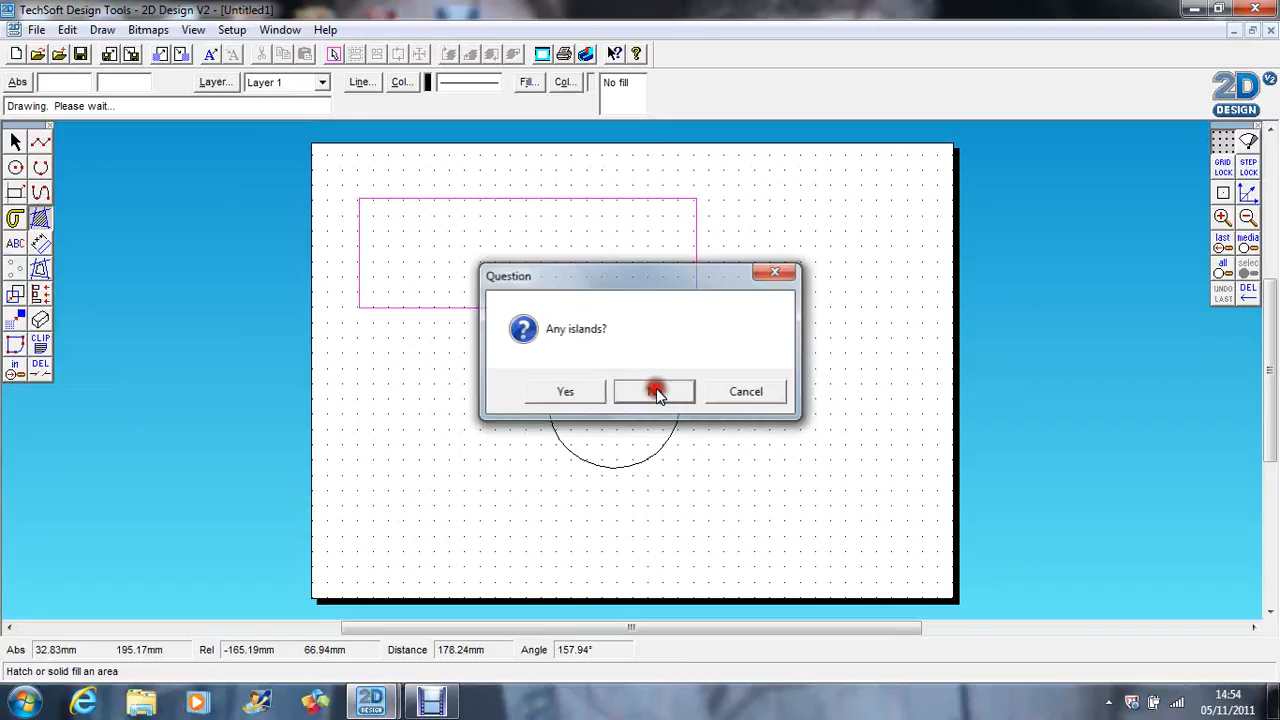 TechSoft Design Tools - 2D Design V2 - [Untitled1]
File Edit Draw Bitmaps View Setup Window Help
Abs Layer... Layer 1 Line... Col... Fill... Col... No fill
2D V2
DESIGN
Drawing. Please wait...
GRID LOCK STEP LOCK
ABC
last media
all selec
UNDO LAST DEL
CLIP
in DEL
Question
Any islands?
Yes Cancel
Abs 32.83mm 195.17mm Rel -165.19mm 66.94mm Distance 178.24mm Angle 157.94°
Hatch or solid fill an area
2D DESIGN
14:54
05/11/2011